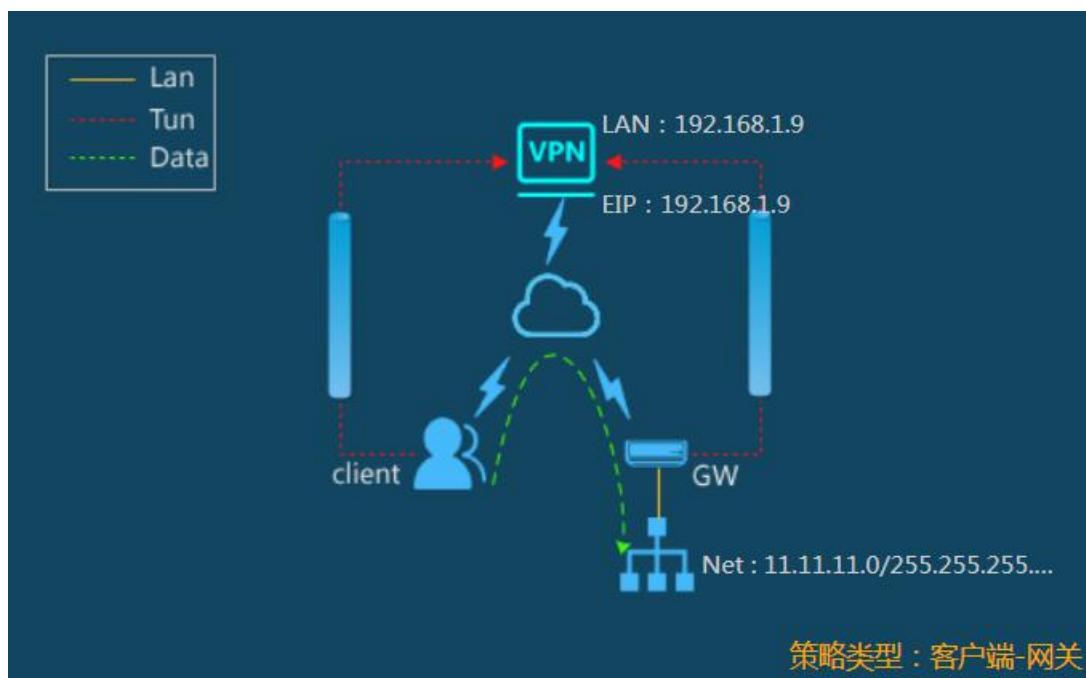 Lan
Tun
Data
VPN
LAN：192.168.1.9
EIP：192.168.1.9
client
GW
Net : 11.11.11.0/255.255.255....
策略类型：客户端-网关